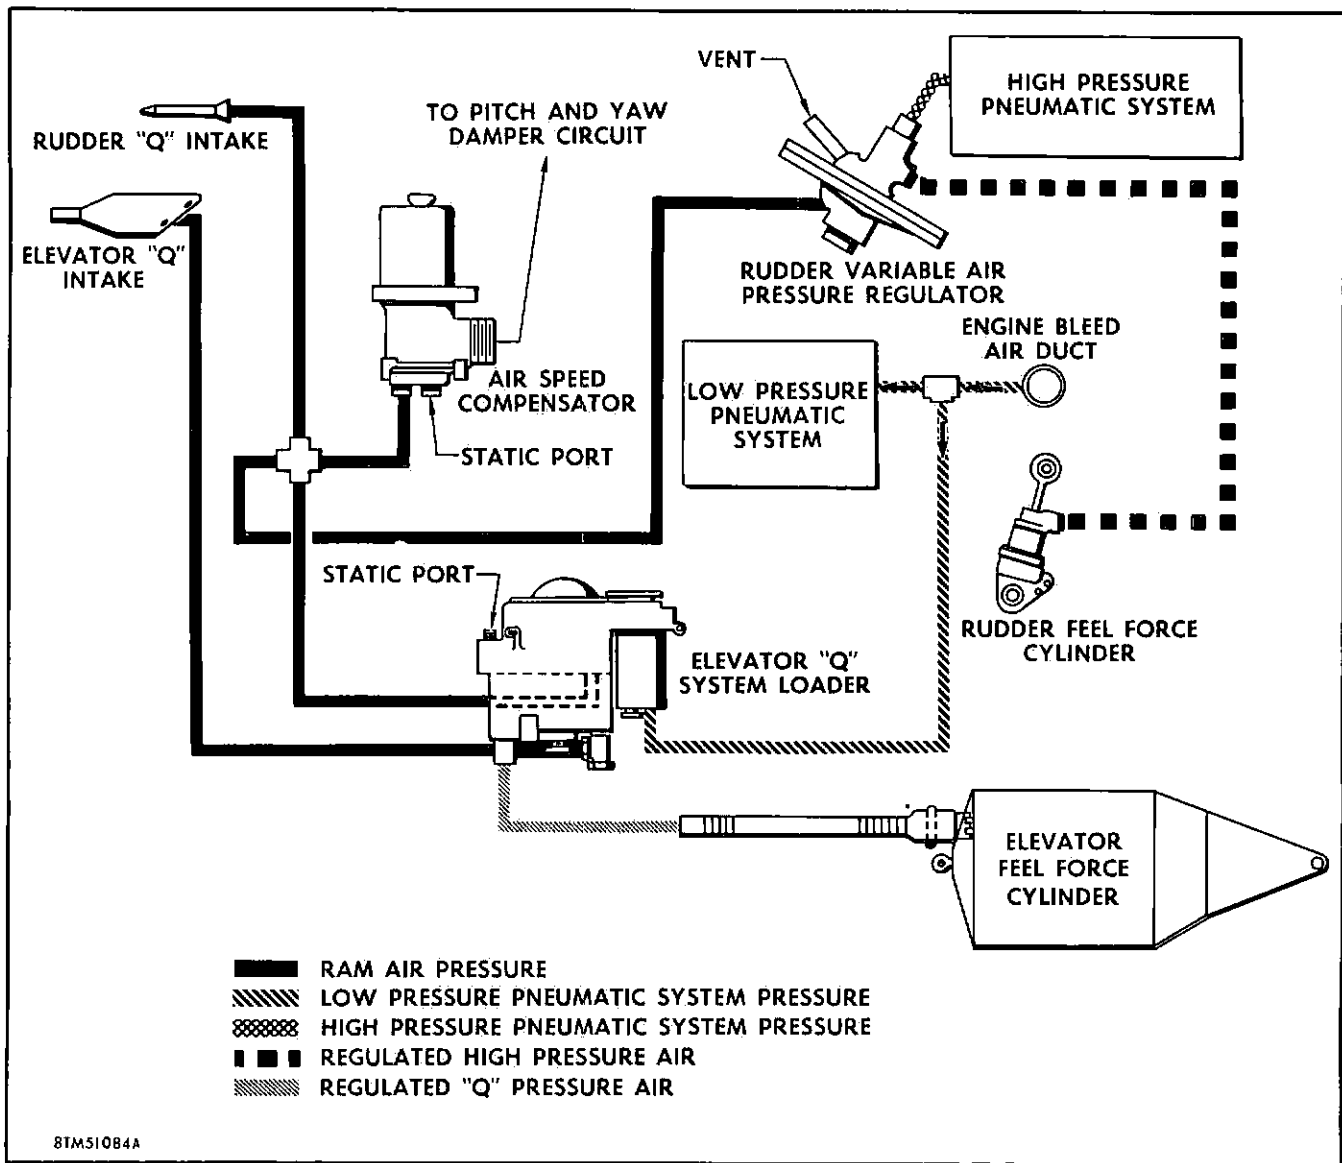 VENT
HIGH PRESSURE
PNEUMATIC SYSTEM
TO PITCH AND YAW
DAMPER CIRCUIT
RUDDER "Q" INTAKE
ELEVATOR "Q"
INTAKE
RUDDER VARIABLE AIR
PRESSURE REGULATOR
ENGINE BLEED
AIR DUCT
AIR SPEED
COMPENSATOR
LOW PRESSURE
PNEUMATIC
SYSTEM
STATIC PORT
STATIC PORT
RUDDER FEEL FORCE
CYLINDER
ELEVATOR "Q"
SYSTEM LOADER
ELEVATOR
FEEL FORCE
CYLINDER
RAM AIR PRESSURE
LOW PRESSURE PNEUMATIC SYSTEM PRESSURE
HIGH PRESSURE PNEUMATIC SYSTEM PRESSURE
REGULATED HIGH PRESSURE AIR
REGULATED "Q" PRESSURE AIR
8TM51084A